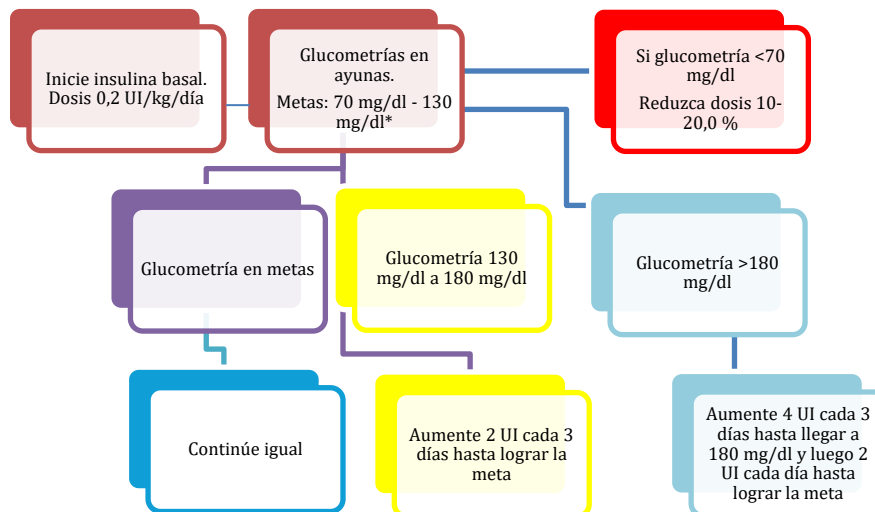 Inicie insulina basal.
Dosis 0,2 UI/kg/día
Glucometrías en
ayunas.
Metas: 70 mg/dl - 130
mg/dl*
Si glucometría <70
mg/dl
Reduzca dosis 10-
20,0 %
Glucometría en metas
Glucometría 130
mg/dl a 180 mg/dl
Glucometría >180
mg/dl
Continúe igual
Aumente 2 UI cada 3
días hasta lograr la
meta
Aumente 4 UI cada 3
días hasta llegar a
180 mg/dl y luego 2
UI cada día hasta
lograr la meta